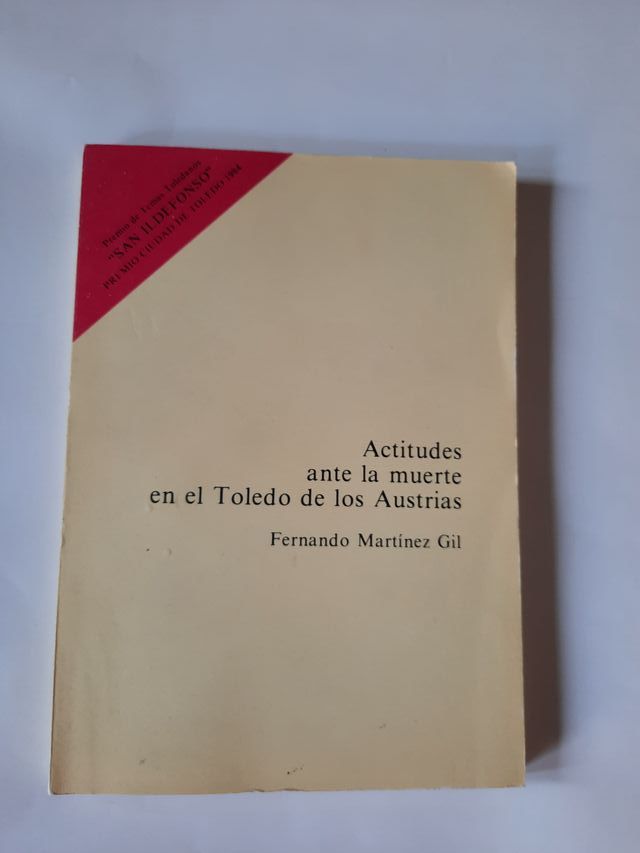 Premio de Temas Toledanos
"SAN ILDEFONSO"
PREMIO CIUDAD DE TOLEDO 1984
Actitudes
ante la muerte
en el Toledo de los Austrias
Fernando Martínez Gil